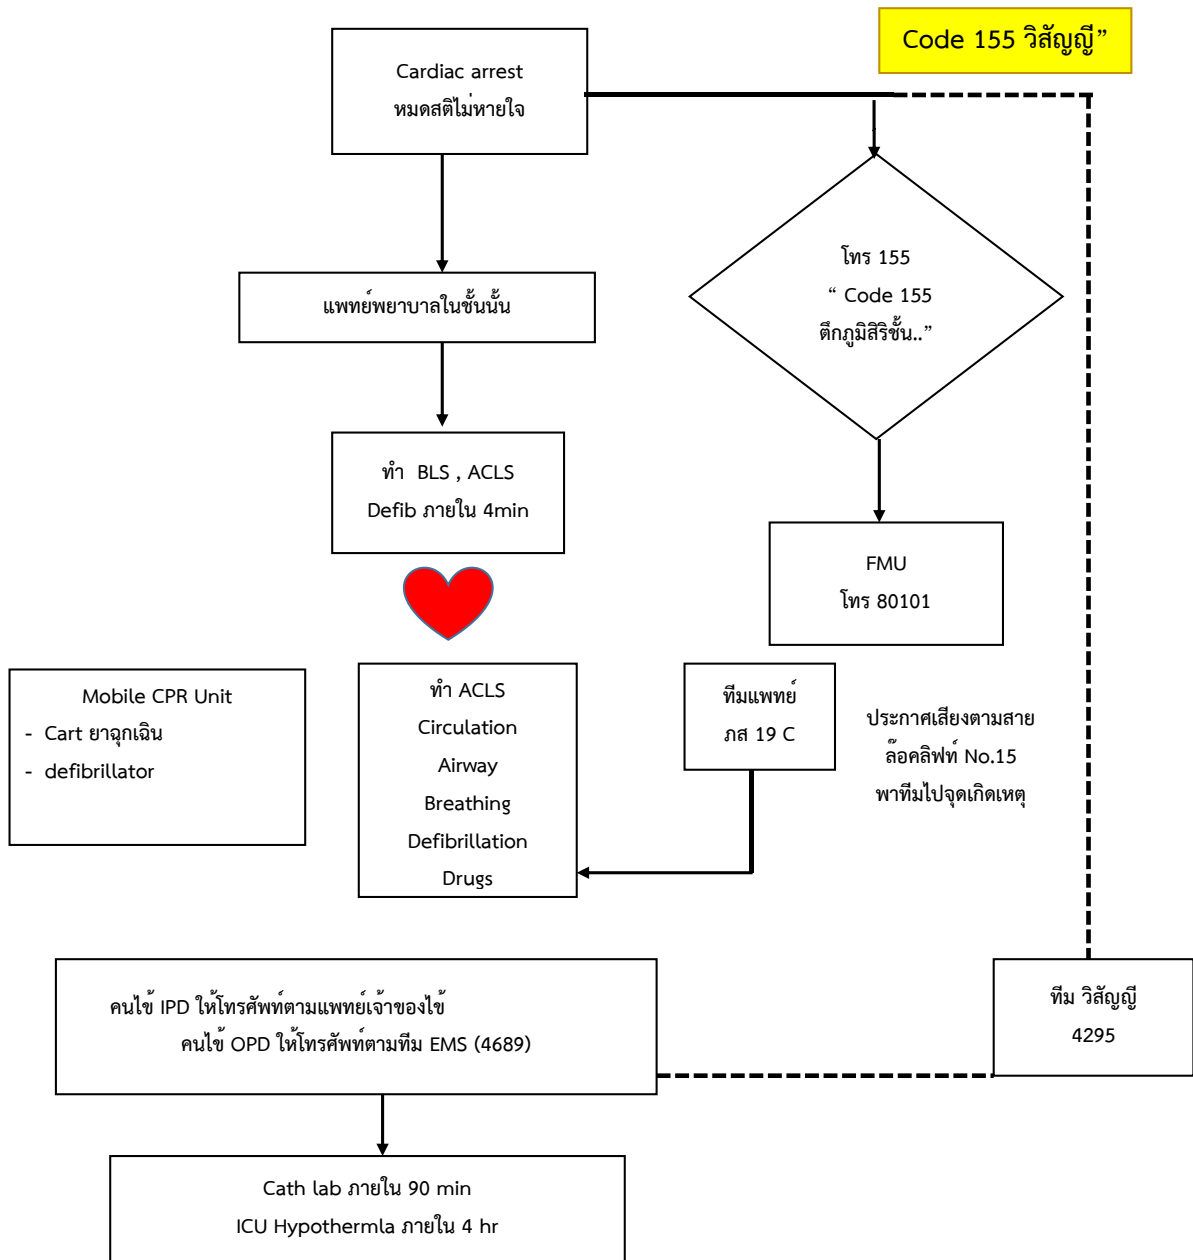 Code 155 วิสัญญี”
Cardiac arrest
หมดสติไม่หายใจ
โทร 155
“ Code 155
ตึกภูมิสิริชั้น..”
แพทย์พยาบาลในชั้นนั้น
ทำ BLS , ACLS
Defib ภายใน 4min
FMU
โทร 80101
Mobile CPR Unit
- Cart ยาฉุกเฉิน
- defibrillator
ทำ ACLS
Circulation
Airway
Breathing
Defibrillation
Drugs
ทีมแพทย์
ภส 19 C
ประกาศเสียงตามสาย
ล๊อคลิฟท์ No.15
พาทีมไปจุดเกิดเหตุ
คนไข้ IPD ให้โทรศัพท์ตามแพทย์เจ้าของไข้
คนไข้ OPD ให้โทรศัพท์ตามทีม EMS (4689)
ทีม วิสัญญี
4295
Cath lab ภายใน 90 min
ICU Hypothermla ภายใน 4 hr